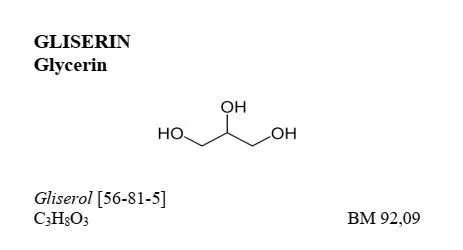 GLISERIN
Glycerin
OH
HO
OH
Gliserol [56-81-5]
C₃H₈O₃ BM 92,09